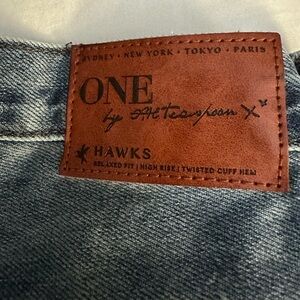 SYDNEY • NEW YORK • TOKYO • PARIS
ONE
by
HAWKS
RELAXED FIT | HIGH RISE | TWISTED CUFF HEM